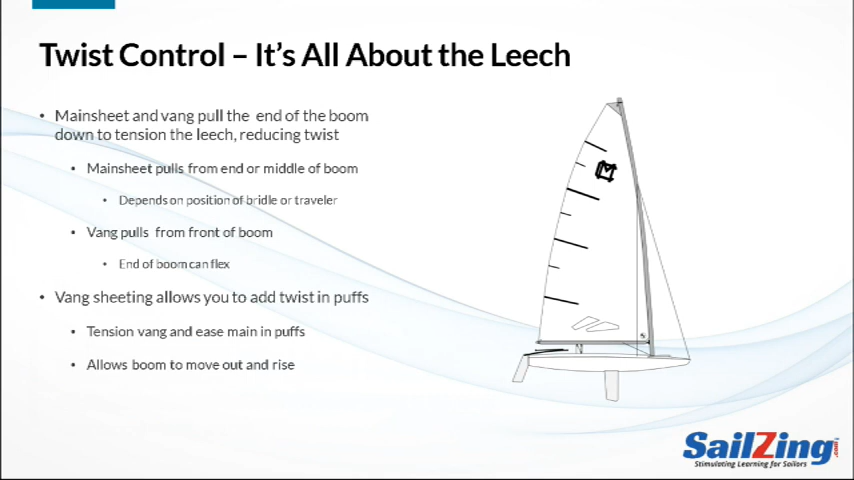 Twist Control – It's All About the Leech
• Mainsheet and vang pull the end of the boom
down to tension the leech, reducing twist
• Mainsheet pulls from end or middle of boom
• Depends on position of bridle or traveler
• Vang pulls from front of boom
• End of boom can flex
• Vang sheeting allows you to add twist in puffs
• Tension vang and ease main in puffs
• Allows boom to move out and rise
SailZing.com
Stimulating Learning for Sailors